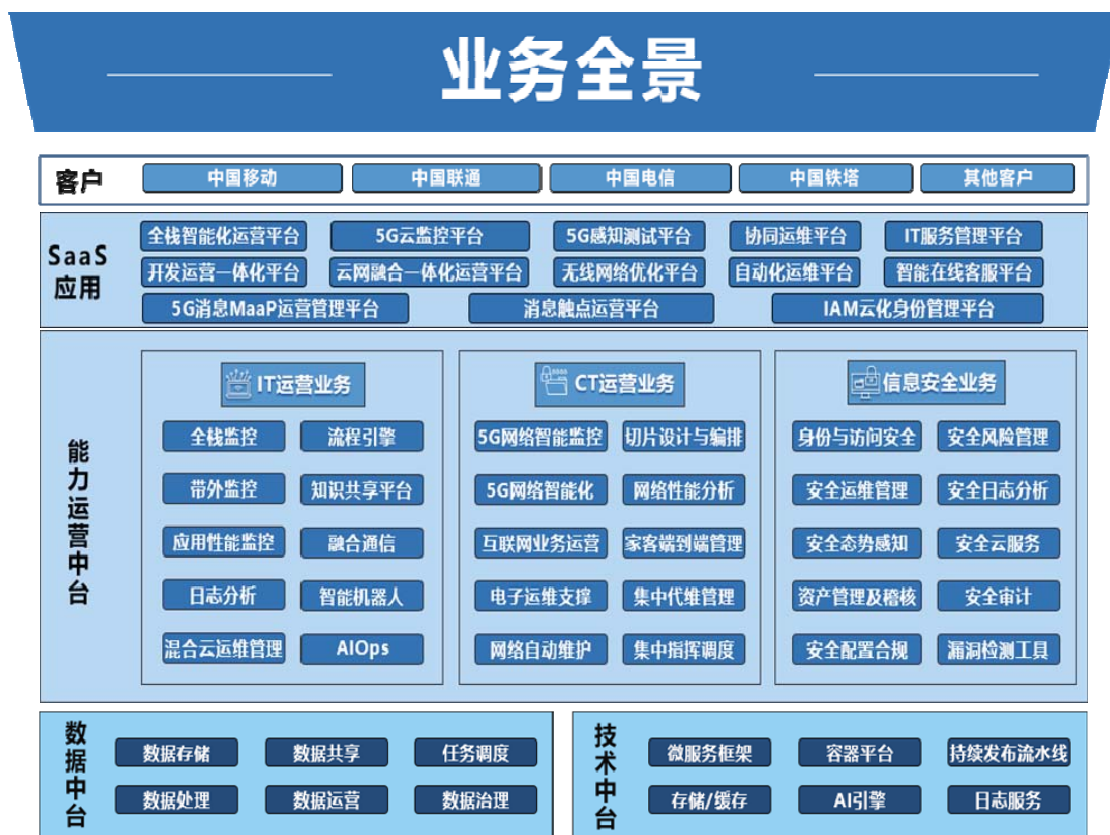 业务全景
客户 中国移动 中国联通 中国电信 中国铁塔 其他客户
SaaS
应用
全栈智能化运营平台 5G云监控平台 5G感知测试平台 协同运维平台 IT服务管理平台
开发运营一体化平台 云网融合一体化运营平台 无线网络优化平台 自动化运维平台 智能在线客服平台
5G消息MaaP运营管理平台 消息触点运营平台 IAM云化身份管理平台
能力运营中台
IT运营业务
全栈监控 流程引擎
带外监控 知识共享平台
应用性能监控 融合通信
日志分析 智能机器人
混合云运维管理 AIOps
CT运营业务
5G网络智能监控 切片设计与编排
5G网络智能化 网络性能分析
互联网业务运营 家客端到端管理
电子运维支撑 集中代维管理
网络自动维护 集中指挥调度
信息安全业务
身份与访问安全 安全风险管理
安全运维管理 安全日志分析
安全态势感知 安全云服务
资产管理及稽核 安全审计
安全配置合规 漏洞检测工具
数据中台
数据存储 数据共享 任务调度
数据处理 数据运营 数据治理
技术中台
微服务框架 容器平台 持续发布流水线
存储/缓存 AI引擎 日志服务